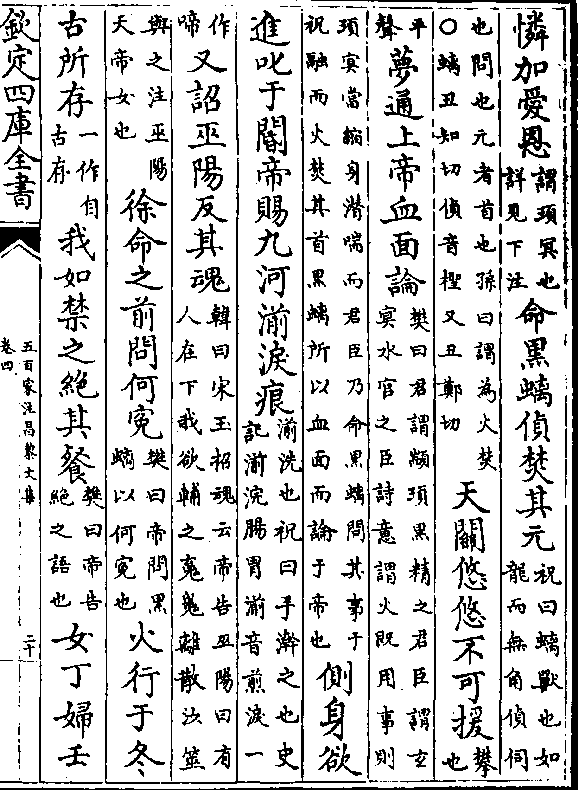 憐加愛恩謂頊冥也詳見下注命黑螭偵焚其元祝曰螭獸也如龍而無角偵伺
也問也元者首也孫曰謂為火焚○螭丑知切偵音檉又丑鄭切天關悠悠不可援攀也
平聲夢通上帝血面論樊曰君謂顓頊黑精之君臣謂玄冥水官之臣詩意謂火既用事則
頊冥當縮身潜喘而君臣乃命黑螭問其事于祝融而火焚其首黑螭所以血面而論于帝也側身欲
進叱于閽帝賜九河湔淚痕湔洗也祝曰手瀚之也史記湔浣腸胃湔音煎淚一
作啼又詔巫陽反其魂韓曰宋玉招魂云帝告巫陽曰有人在下我欲輔之䰟魄離散汝筮
與之注巫陽天帝女也徐命之前問何寃樊曰帝問黑螭以何寃也火行于冬
古所存一作自古存我如禁之絶其飱樊曰帝告絶之語也女丁婦壬
欽定四庫全書
五百家注昌黎文集
卷四
二十